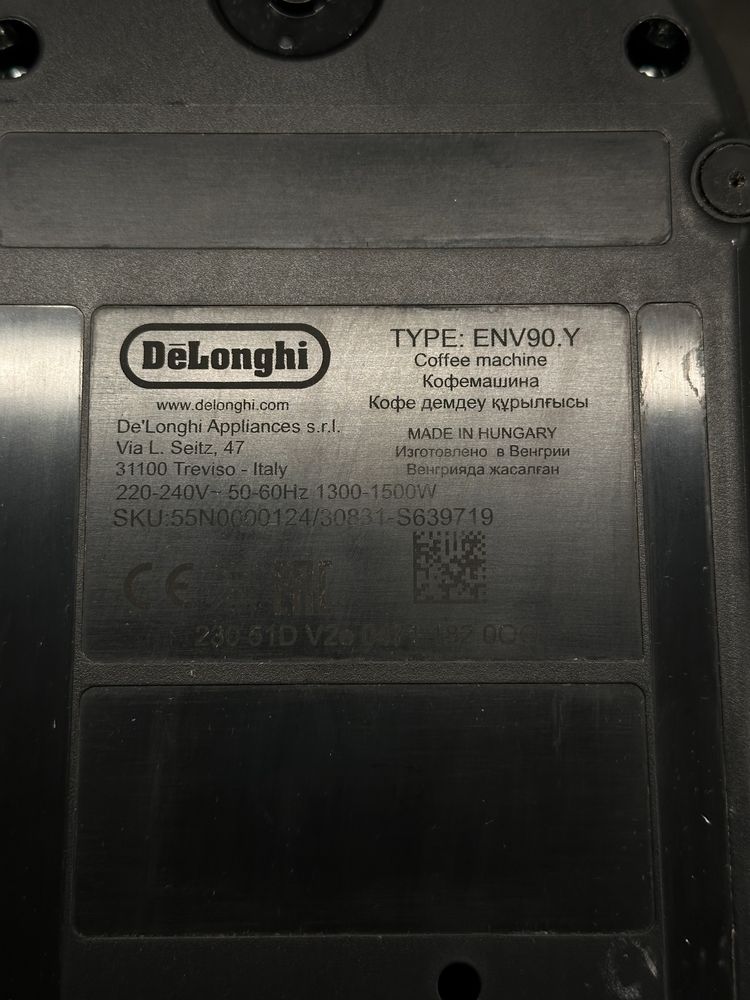 DēLonghi
www.delonghi.com
De'Longhi Appliances s.r.l.
Via L. Seitz, 47
31100 Treviso - Italy
220-240V~ 50-60Hz 1300-1500W
SKU:55N0000124/30831-S639719
TYPE: ENV90.Y
Coffee machine
Кофемашина
Кофе демдеу құрылғысы
MADE IN HUNGARY
Изготовлено в Венгрии
Венгрияда жасалған
CE
EAC